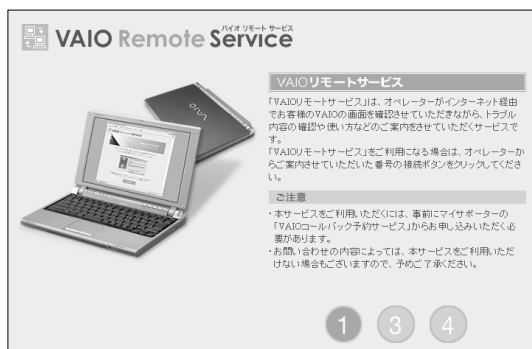 バイオ リモート サービス
VAIO Remote Service
VAIO
VAIOリモートサービス
「VAIOリモートサービス」は、オペレーターがインターネット経由
でお客様のVAIOの画面を確認させていただきながら、トラブル
内容の確認や使い方などのご案内をさせていただくサービスで
す。
「VAIOリモートサービス」をご利用になる場合は、オペレーターか
らご案内させていただいた番号の接続ボタンをクリックしてくださ
い。
ご注意
・本サービスをご利用いただくには、事前にマイサポーターの
「VAIOコールバック予約サービス」からお申し込みいただく必
要があります。
・お問い合わせの内容によっては、本サービスをご利用いただ
けない場合もございますので、予めご了承ください。
1 3 4